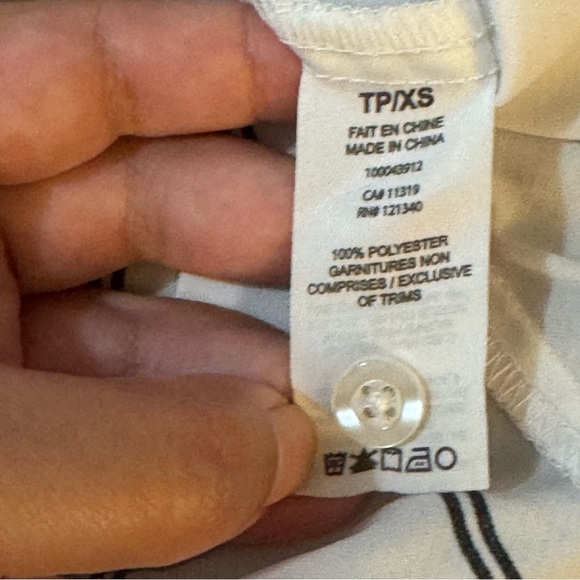 TP/XS
FAIT EN CHINE
MADE IN CHINA
100043912
CA# 11319
RN# 121340
100% POLYESTER
GARNITURES NON
COMPRISES / EXCLUSIVE
OF TRIMS